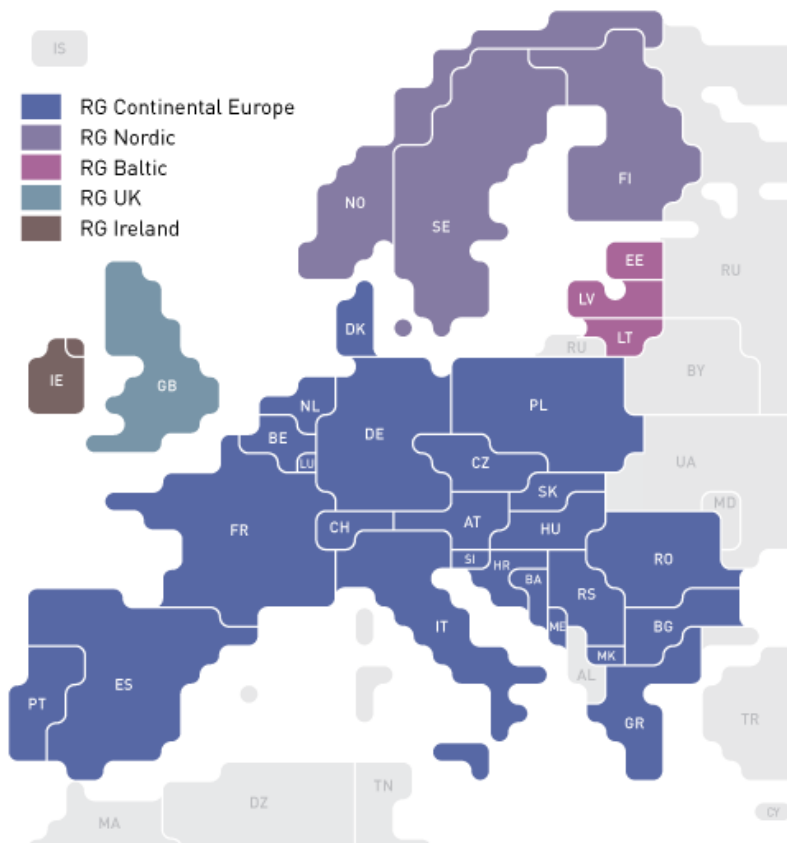 IS
RG Continental Europe
RG Nordic
RG Baltic
RG UK
RG Ireland
NO
SE
FI
RU
EE
LV
LT
RU
BY
DK
IE
GB
NL
BE
LU
DE
PL
CZ
UA
MD
SK
FR
CH
AT
HU
RO
SI
HR
BA
RS
ME
MK
BG
IT
AL
GR
TR
PT
ES
MA
DZ
TN
CY